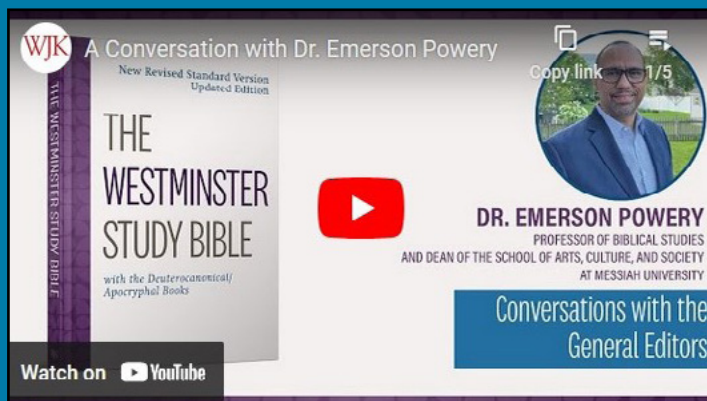 WJK A Conversation with Dr. Emerson Powery
Copy link
1/5
New Revised Standard Version
Updated Edition
THE
WESTMINSTER
STUDY BIBLE
with the Deuterocanonical/
Apocryphal Books
THE WESTMINSTER STUDY BIBLE
DR. EMERSON POWERY
PROFESSOR OF BIBLICAL STUDIES
AND DEAN OF THE SCHOOL OF ARTS, CULTURE, AND SOCIETY
AT MESSIAH UNIVERSITY
Conversations with the
General Editors
Watch on YouTube